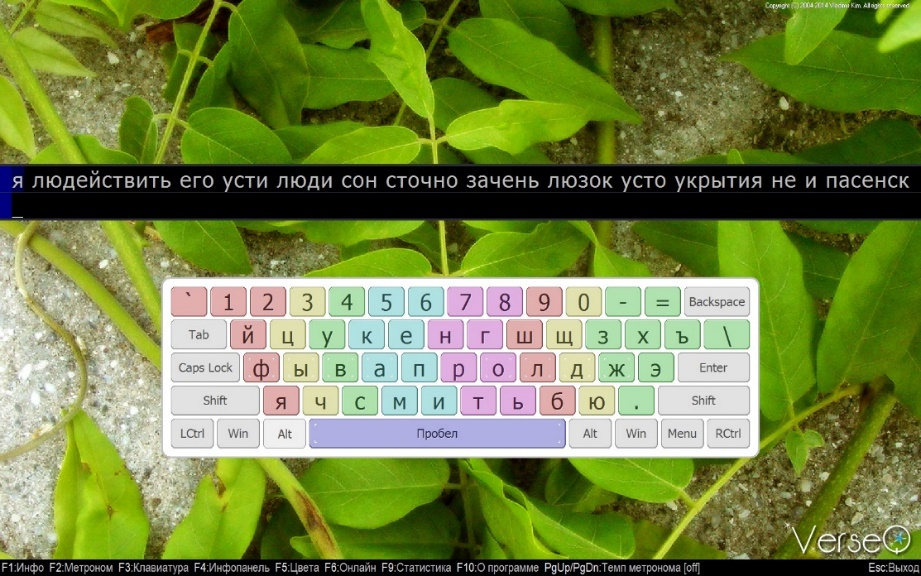 Copyright (C) 2004-2014 Vladimir Kim. All rights reserved.
я людействить его усти люди сон сточно зачень люзок усто укрытия не и пасенск
` 1 2 3 4 5 6 7 8 9 0 - = Backspace
Tab й ц у к е н г ш щ з х ъ \
Caps Lock ф ы в а п р о л д ж э Enter
Shift я ч с м и т ь б ю . Shift
LCtrl Win Alt Пробел Alt Win Menu RCtrl
VerseQ
F1:Инфо F2:Метроном F3:Клавиатура F4:Инфопанель F5:Цвета F6:Онлайн F9:Статистика F10:О программе PgUp/PgDn:Темп метронома [off] Esc:Выход